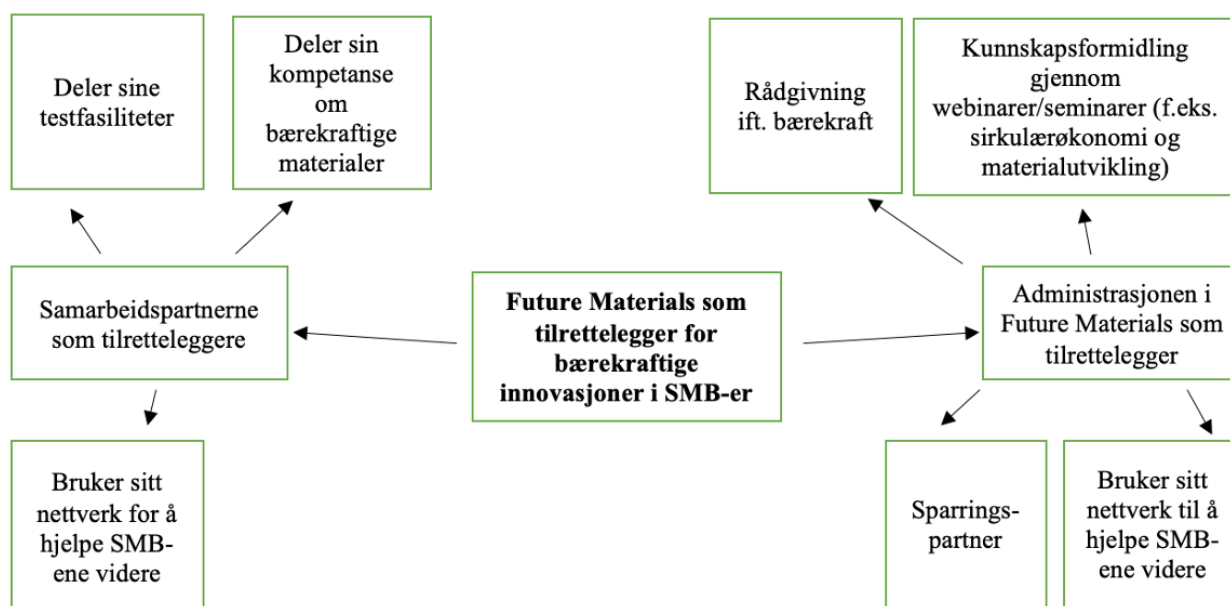 Deler sine
testfasiliteter
Deler sin
kompetanse
om
bærekraftige
materialer
Rådgivning
ift. bærekraft
Kunnskapsformidling
gjennom
webinarer/seminarer (f.eks.
sirkulærøkonomi og
materialutvikling)
Samarbeidspartnerne
som tilretteleggere
Future Materials som
tilrettelegger for
bærekraftige
innovasjoner i SMB-er
Administrasjonen i
Future Materials som
tilrettelegger
Bruker sitt
nettverk for å
hjelpe SMB-
ene videre
Sparrings-
partner
Bruker sitt
nettverk til å
hjelpe SMB-
ene videre